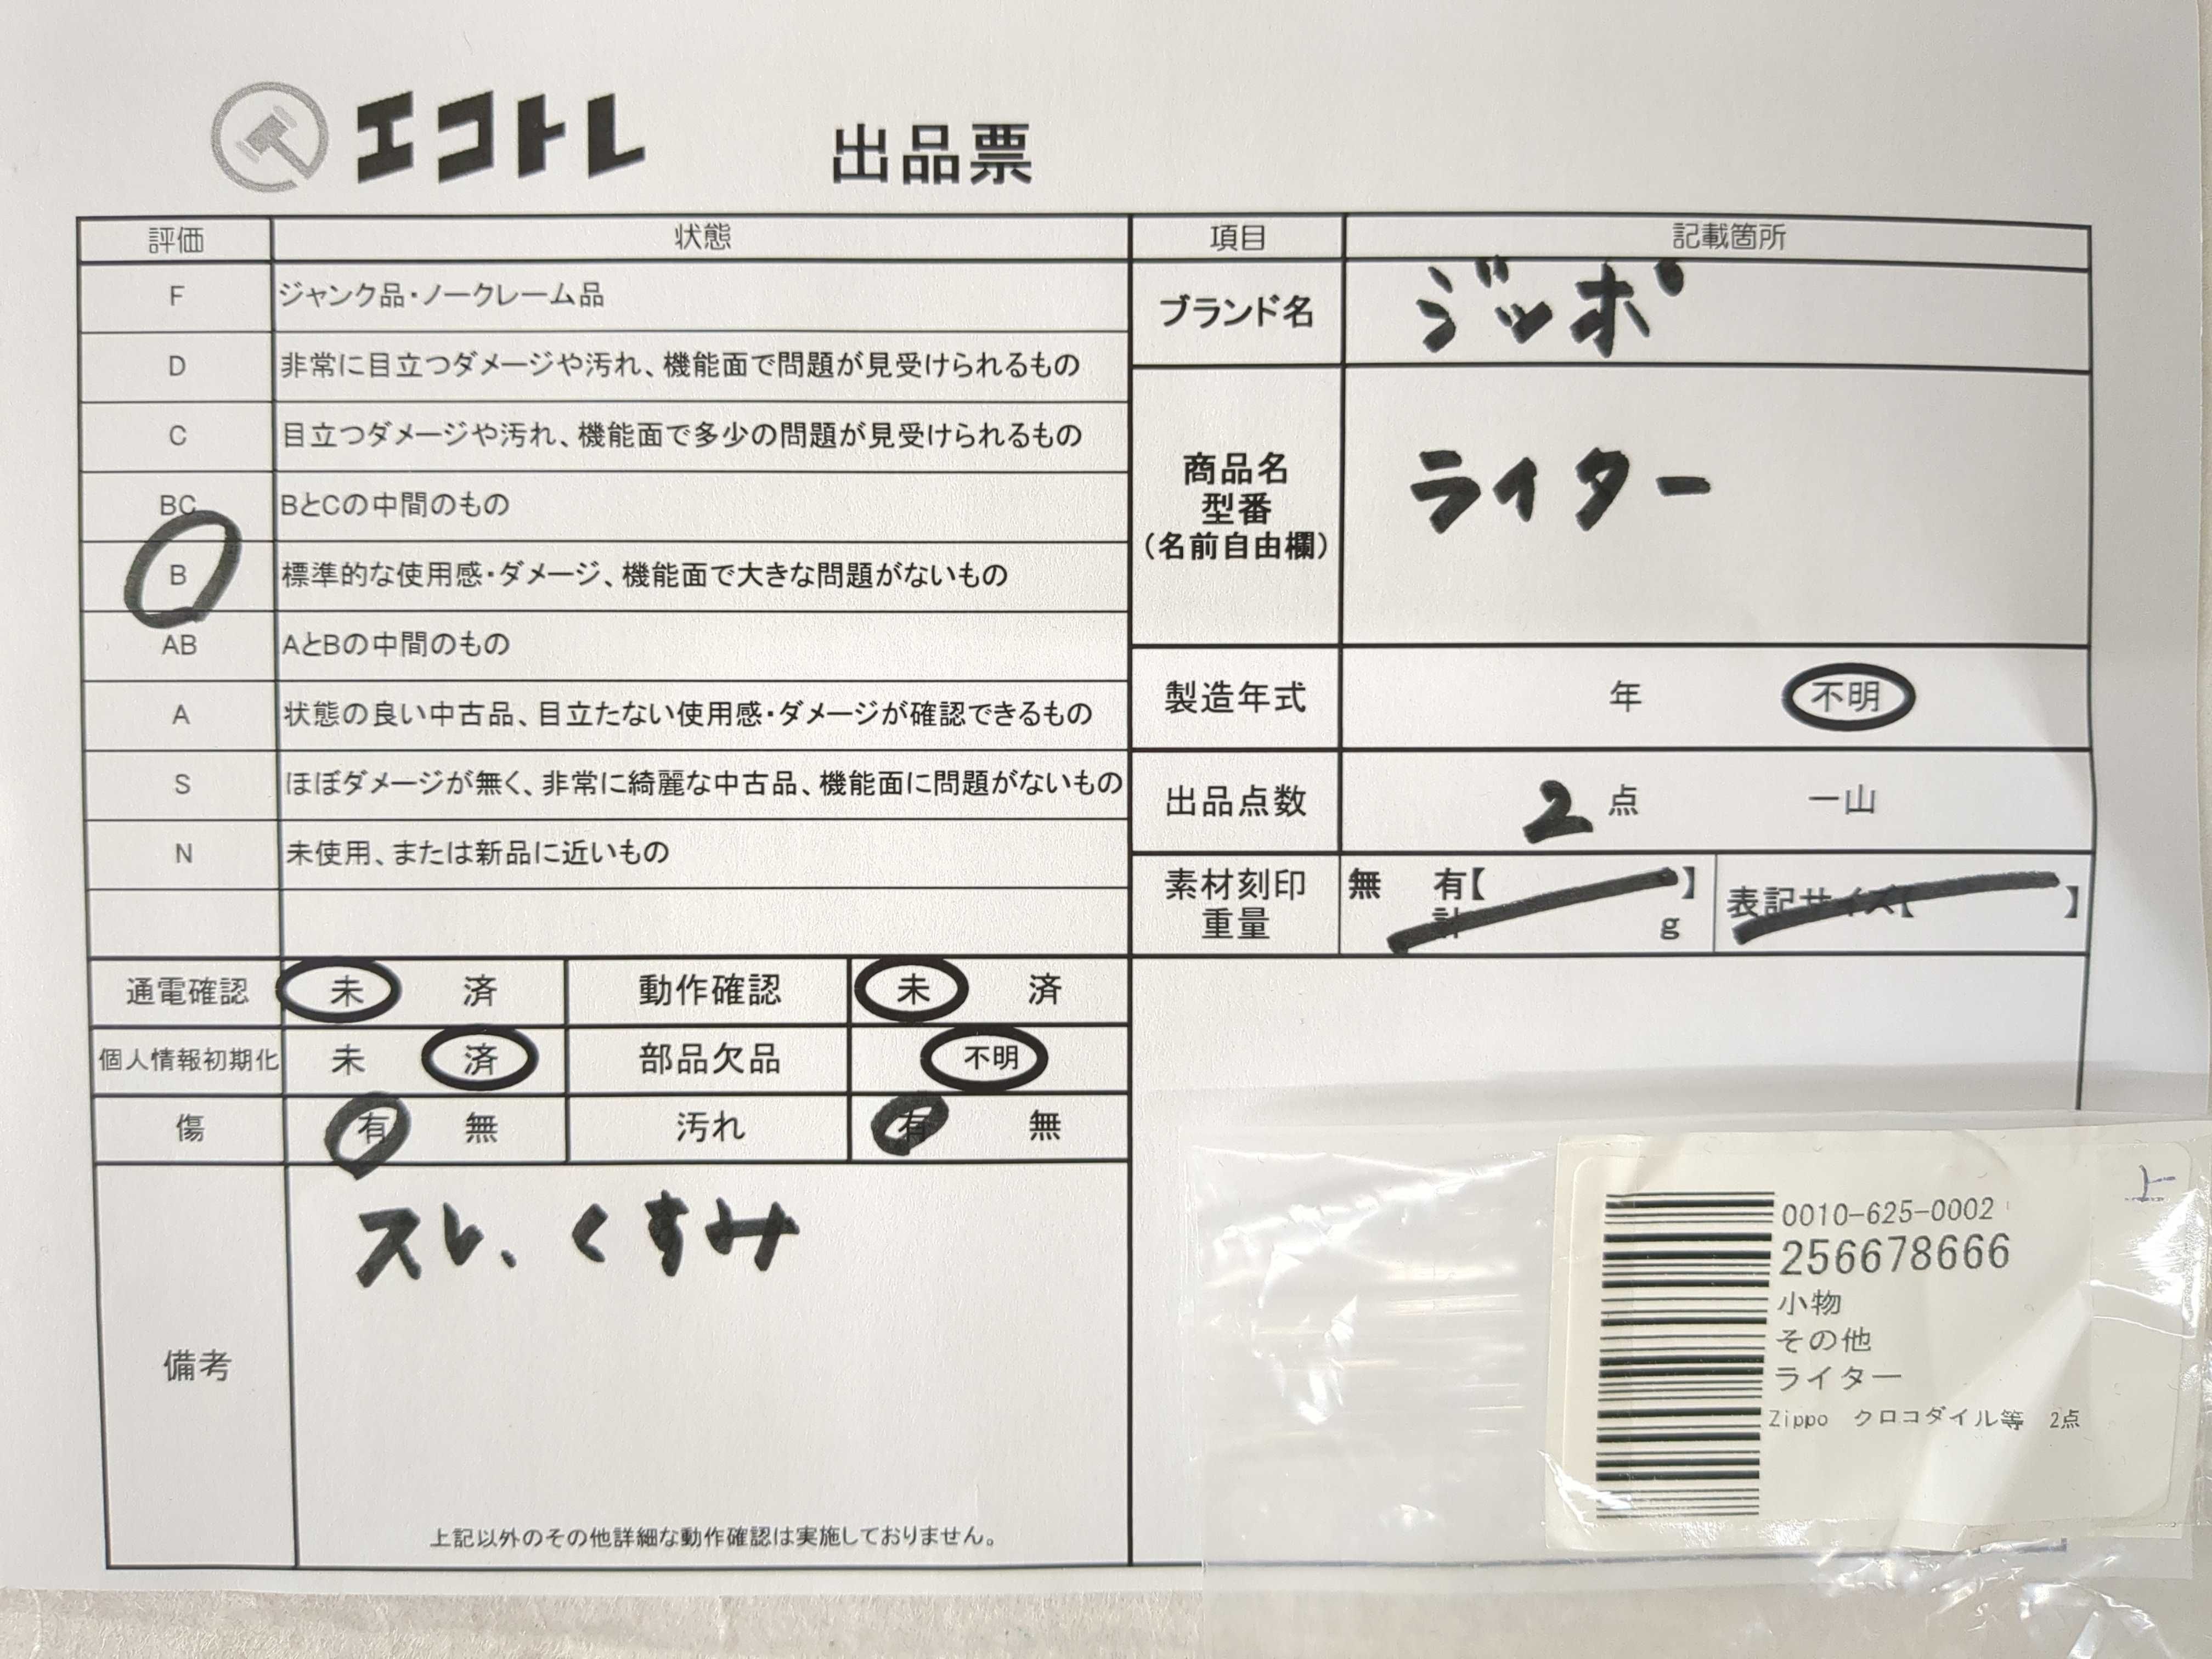 エコトレ 出品票
評価 状態
F ジャンク品・ノークレーム品
D 非常に目立つダメージや汚れ、機能面で問題が見受けられるもの
C 目立つダメージや汚れ、機能面で多少の問題が見受けられるもの
BC BとCの中間のもの
B 標準的な使用感・ダメージ、機能面で大きな問題がないもの
AB AとBの中間のもの
A 状態の良い中古品、目立たない使用感・ダメージが確認できるもの
S ほぼダメージが無く、非常に綺麗な中古品、機能面に問題がないもの
N 未使用、または新品に近いもの
項目 記載箇所
ブランド名 ジッポ
商品名
型番
(名前自由欄)
ライター
製造年式 年 不明
出品点数 2 点 一山
素材刻印
重量
無 有【 】
計 g
表記サイズ【 】
通電確認 未 済 動作確認 未 済
個人情報初期化 未 済 部品欠品 不明
傷 有 無 汚れ 有 無
備考
スレ、くすみ
上記以外のその他詳細な動作確認は実施しておりません。
上
0010-625-0002
256678666
小物
その他
ライター
Zippo クロコダイル等 2点